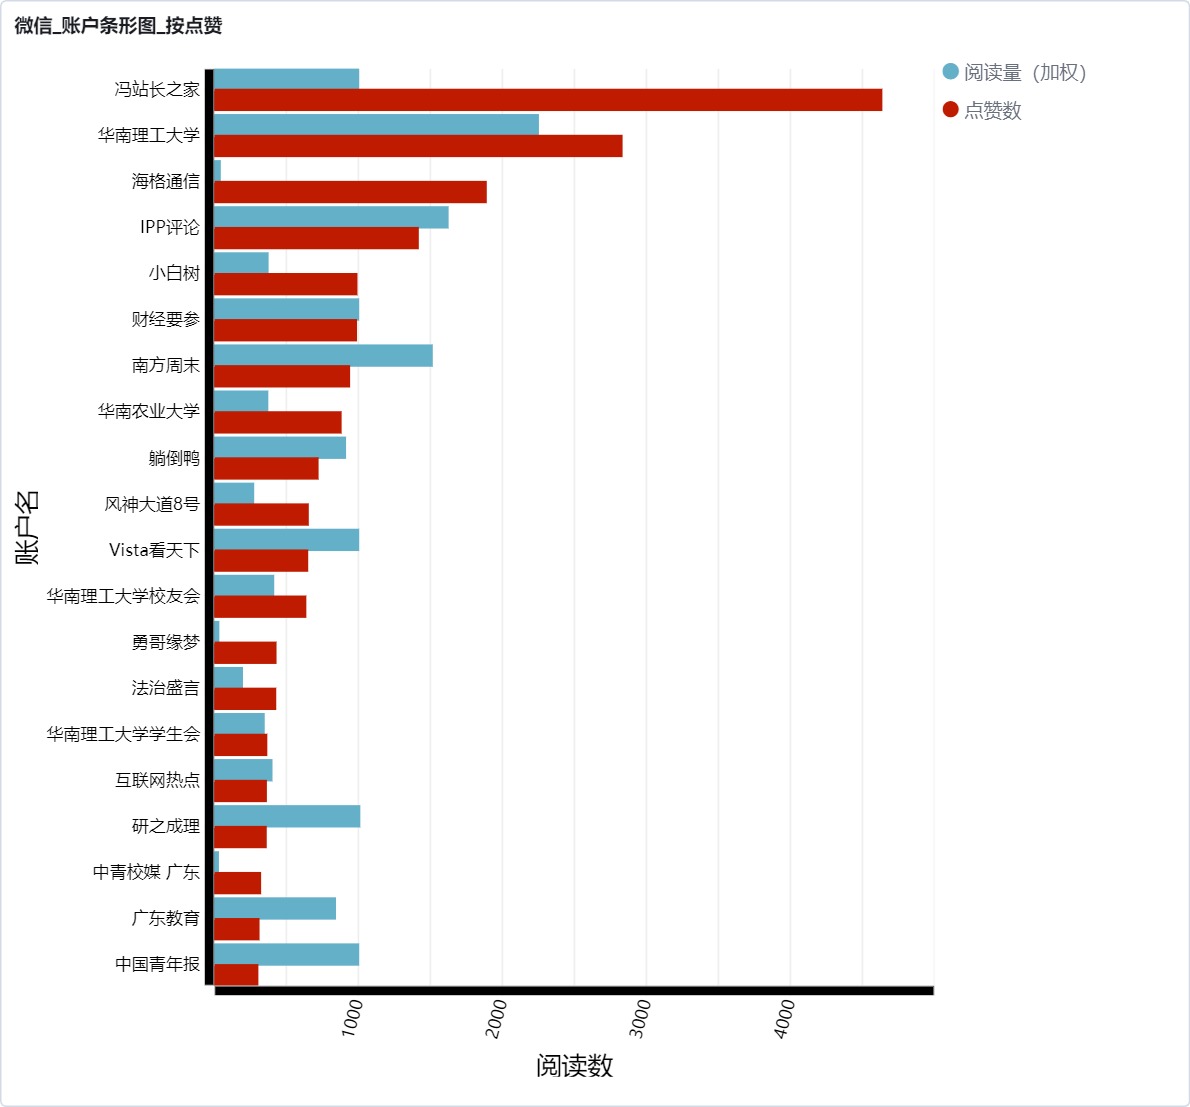 微信_账户条形图_按点赞
阅读量（加权）
点赞数
冯站长之家
华南理工大学
海格通信
IPP评论
小白树
财经要参
南方周末
华南农业大学
躺倒鸭
风神大道8号
Vista看天下
华南理工大学校友会
勇哥缘梦
法治盛言
华南理工大学学生会
互联网热点
研之成理
中青校媒 广东
广东教育
中国青年报
账户名
1000
2000
3000
4000
阅读数